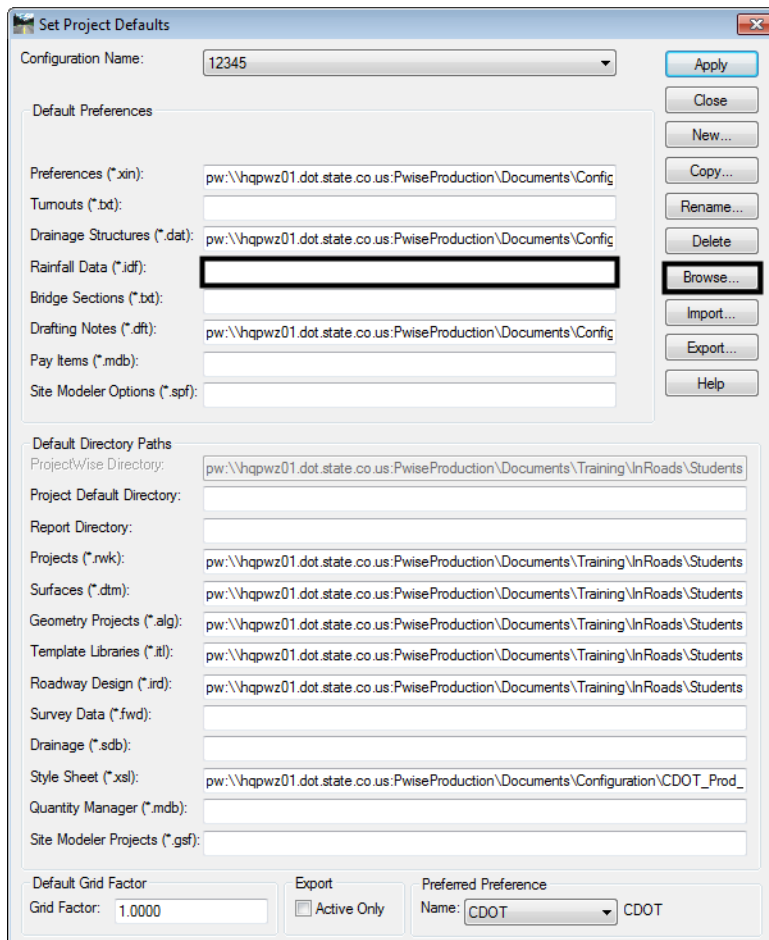 Set Project Defaults
Configuration Name: 12345
Apply
Close
Default Preferences
New...
Preferences (*.xin): pw:\\hqpwz01.dot.state.co.us:PwiseProduction\Documents\Config
Copy...
Turnouts (*.txt):
Rename...
Drainage Structures (*.dat): pw:\\hqpwz01.dot.state.co.us:PwiseProduction\Documents\Config
Delete
Rainfall Data (*.idf):
Browse...
Bridge Sections (*.txt):
Import...
Drafting Notes (*.dft): pw:\\hqpwz01.dot.state.co.us:PwiseProduction\Documents\Config
Export...
Pay Items (*.mdb):
Help
Site Modeler Options (*.spf):
Default Directory Paths
ProjectWise Directory: pw:\\hqpwz01.dot.state.co.us:PwiseProduction\Documents\Training\InRoads\Students
Project Default Directory:
Report Directory:
Projects (*.rwk): pw:\\hqpwz01.dot.state.co.us:PwiseProduction\Documents\Training\InRoads\Students
Surfaces (*.dtm): pw:\\hqpwz01.dot.state.co.us:PwiseProduction\Documents\Training\InRoads\Students
Geometry Projects (*.alg): pw:\\hqpwz01.dot.state.co.us:PwiseProduction\Documents\Training\InRoads\Students
Template Libraries (*.itl): pw:\\hqpwz01.dot.state.co.us:PwiseProduction\Documents\Training\InRoads\Students
Roadway Design (*.ird): pw:\\hqpwz01.dot.state.co.us:PwiseProduction\Documents\Training\InRoads\Students
Survey Data (*.fwd):
Drainage (*.sdb):
Style Sheet (*.xsl): pw:\\hqpwz01.dot.state.co.us:PwiseProduction\Documents\Configuration\CDOT_Prod_
Quantity Manager (*.mdb):
Site Modeler Projects (*.gsf):
Default Grid Factor
Grid Factor: 1.0000
Export
Active Only
Preferred Preference
Name: CDOT CDOT